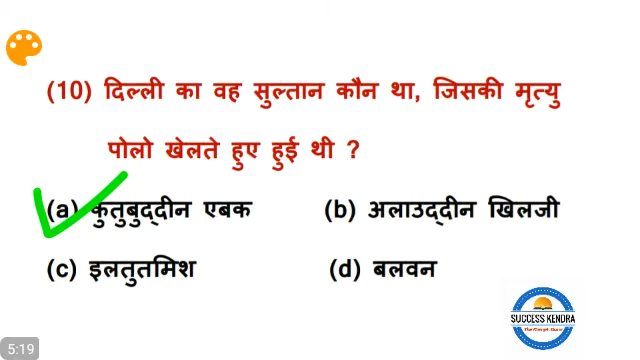 (10) दिल्ली का वह सुल्तान कौन था, जिसकी मृत्यु
पोलो खेलते हुए हुई थी ?
(a) कुतुबुद्दीन एबक (b) अलाउद्दीन खिलजी
(c) इलतुतमिश (d) बलवन
SUCCESS KENDRA
5:19